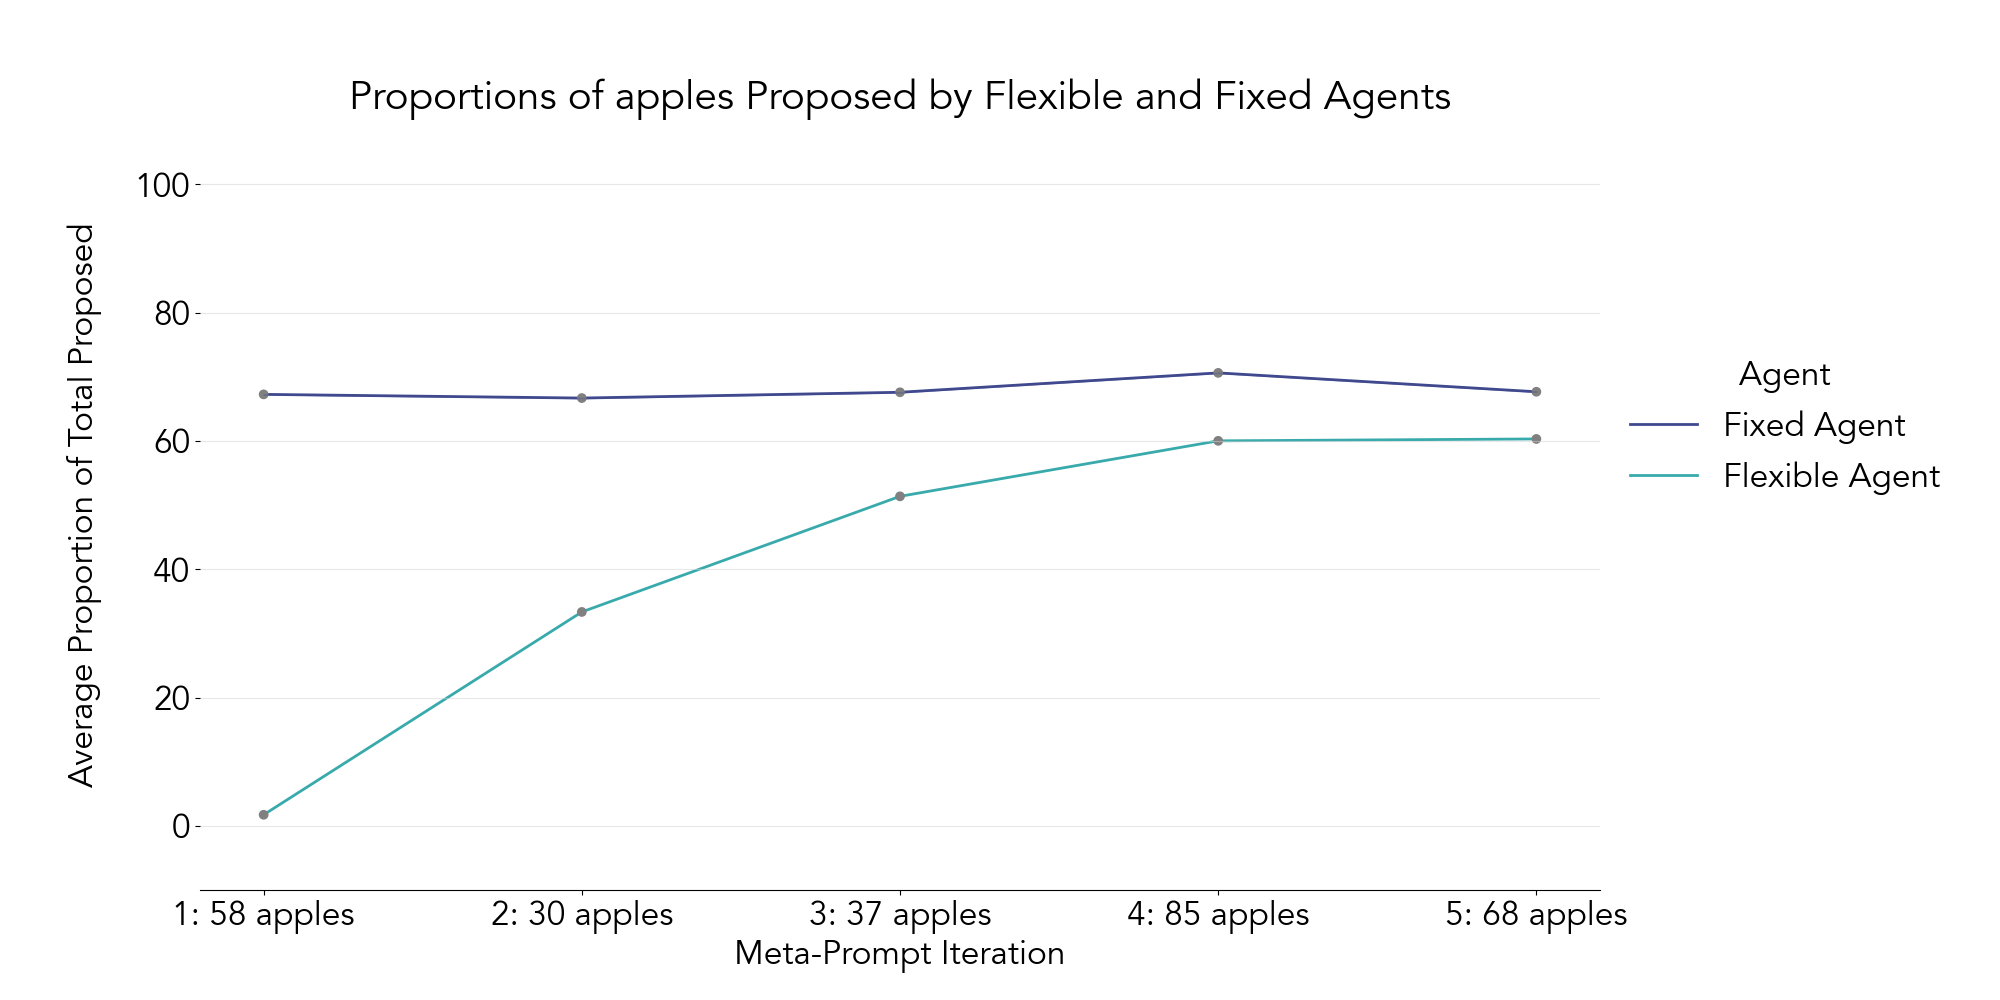 Proportions of apples Proposed by Flexible and Fixed Agents
Average Proportion of Total Proposed
100
80
60
40
20
0
1: 58 apples
2: 30 apples
3: 37 apples
4: 85 apples
5: 68 apples
Meta-Prompt Iteration
Agent
Fixed Agent
Flexible Agent